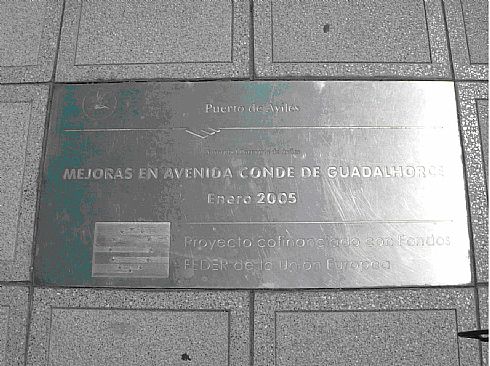 Puerto de Avilés
MEJORAS EN AVENIDA CONDE DE GUADALHORCE
Enero 2005
Proyecto cofinanciado con Fondos
FEDER de la Unión Europea